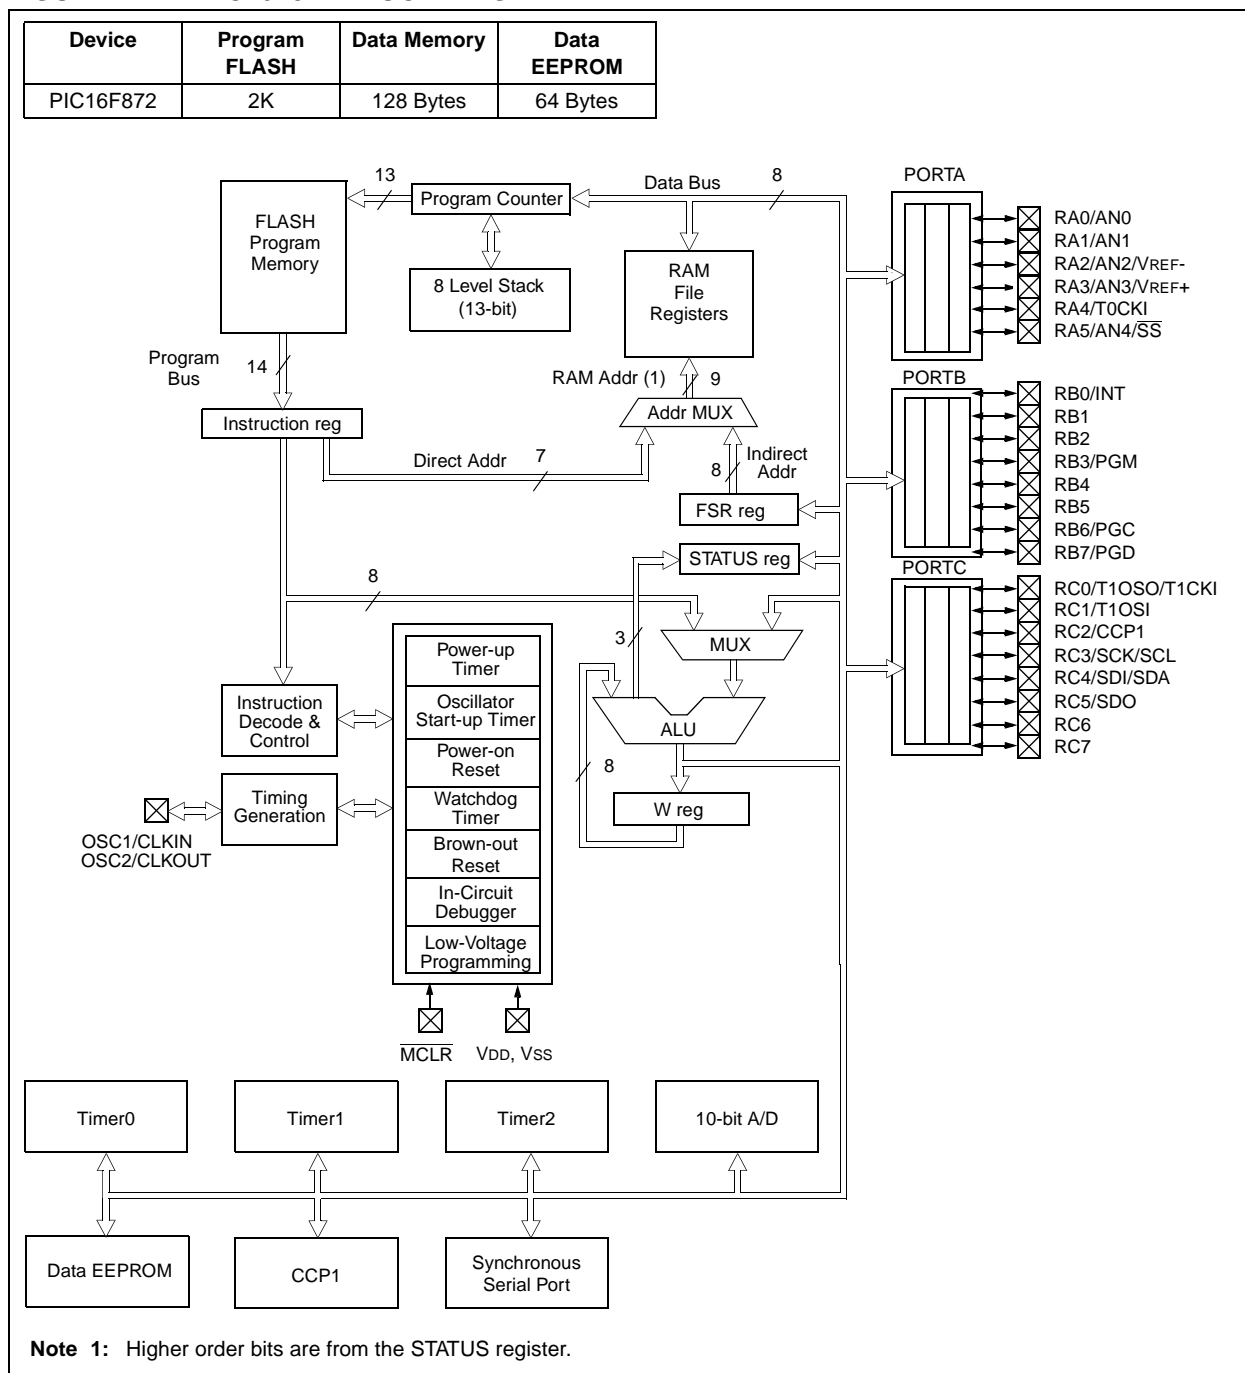 Device Program FLASH Data Memory Data EEPROM
PIC16F872 2K 128 Bytes 64 Bytes
FLASH
Program
Memory
13
Program Counter
Data Bus
8
8 Level Stack
(13-bit)
RAM
File
Registers
Program
Bus
14
Instruction reg
RAM Addr (1)
9
Addr MUX
Direct Addr
7
8
Indirect
Addr
FSR reg
STATUS reg
8
3
MUX
ALU
8
W reg
Power-up
Timer
Oscillator
Start-up Timer
Power-on
Reset
Watchdog
Timer
Brown-out
Reset
In-Circuit
Debugger
Low-Voltage
Programming
Instruction
Decode &
Control
Timing
Generation
OSC1/CLKIN
OSC2/CLKOUT
MCLR
VDD, VSS
PORTA
RA0/AN0
RA1/AN1
RA2/AN2/VREF-
RA3/AN3/VREF+
RA4/T0CKI
RA5/AN4/SS
PORTB
RB0/INT
RB1
RB2
RB3/PGM
RB4
RB5
RB6/PGC
RB7/PGD
PORTC
RC0/T1OSO/T1CKI
RC1/T1OSI
RC2/CCP1
RC3/SCK/SCL
RC4/SDI/SDA
RC5/SDO
RC6
RC7
Timer0
Timer1
Timer2
10-bit A/D
Data EEPROM
CCP1
Synchronous
Serial Port
Note 1: Higher order bits are from the STATUS register.